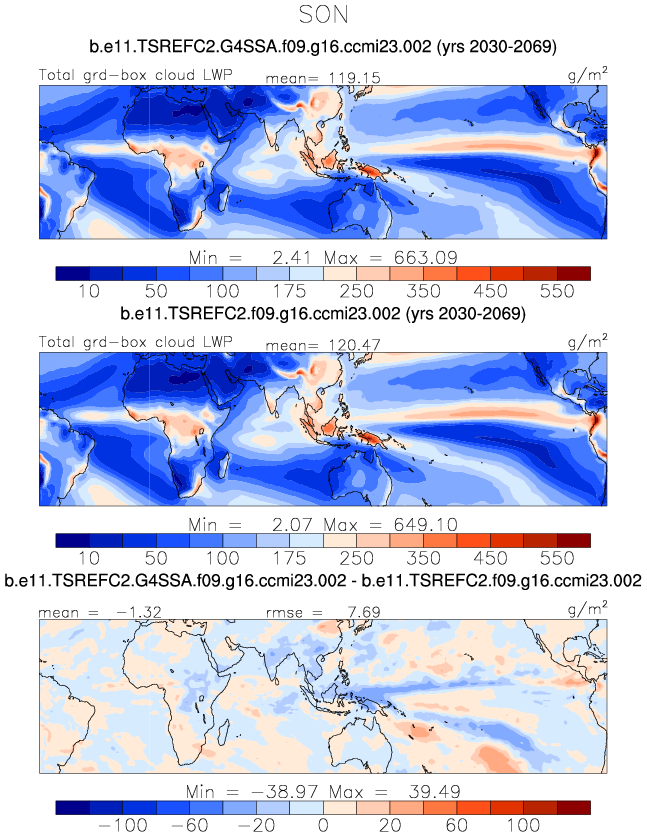 SON
b.e11.TSREFC2.G4SSA.f09.g16.ccmi23.002 (yrs 2030-2069)
Total grd-box cloud LWP mean= 119.15 g/m²
Min = 2.41 Max = 663.09
10 50 100 175 250 350 450 550
b.e11.TSREFC2.f09.g16.ccmi23.002 (yrs 2030-2069)
Total grd-box cloud LWP mean= 120.47 g/m²
Min = 2.07 Max = 649.10
10 50 100 175 250 350 450 550
b.e11.TSREFC2.G4SSA.f09.g16.ccmi23.002 - b.e11.TSREFC2.f09.g16.ccmi23.002
mean = -1.32 rmse = 7.69 g/m²
Min = -38.97 Max = 39.49
-100 -60 -20 0 20 60 100